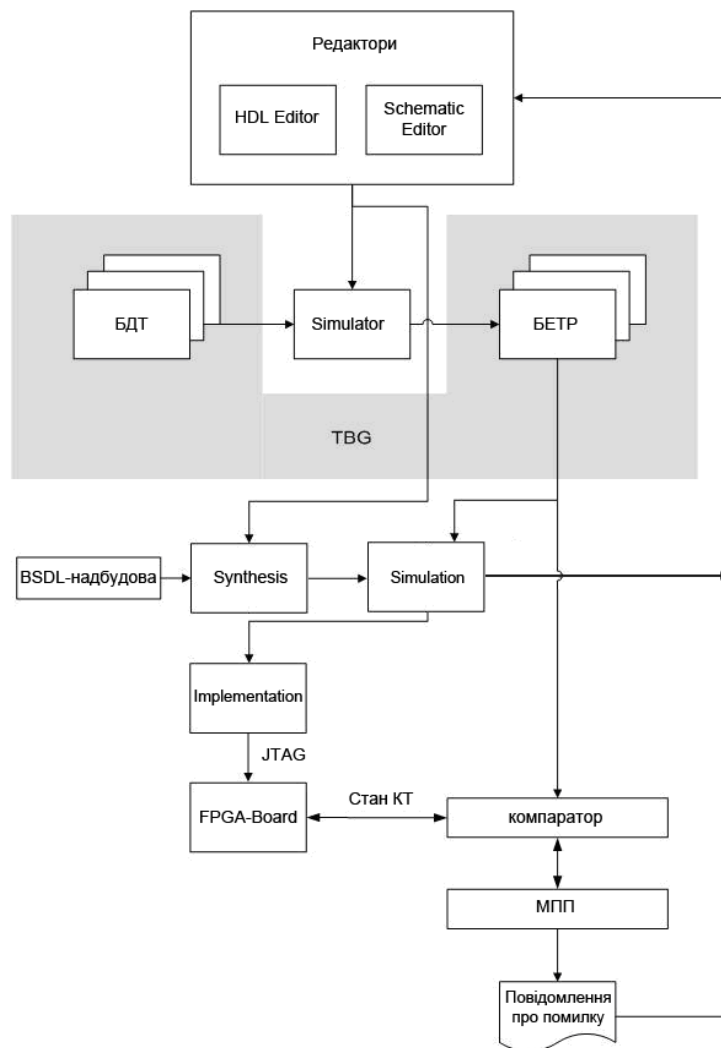 Редактори
HDL Editor
Schematic
Editor
БДТ
Simulator
БЕТР
TBG
BSDL-надбудова
Synthesis
Simulation
Implementation
JTAG
FPGA-Board
Стан КТ
компаратор
МПП
Повідомлення
про помилку